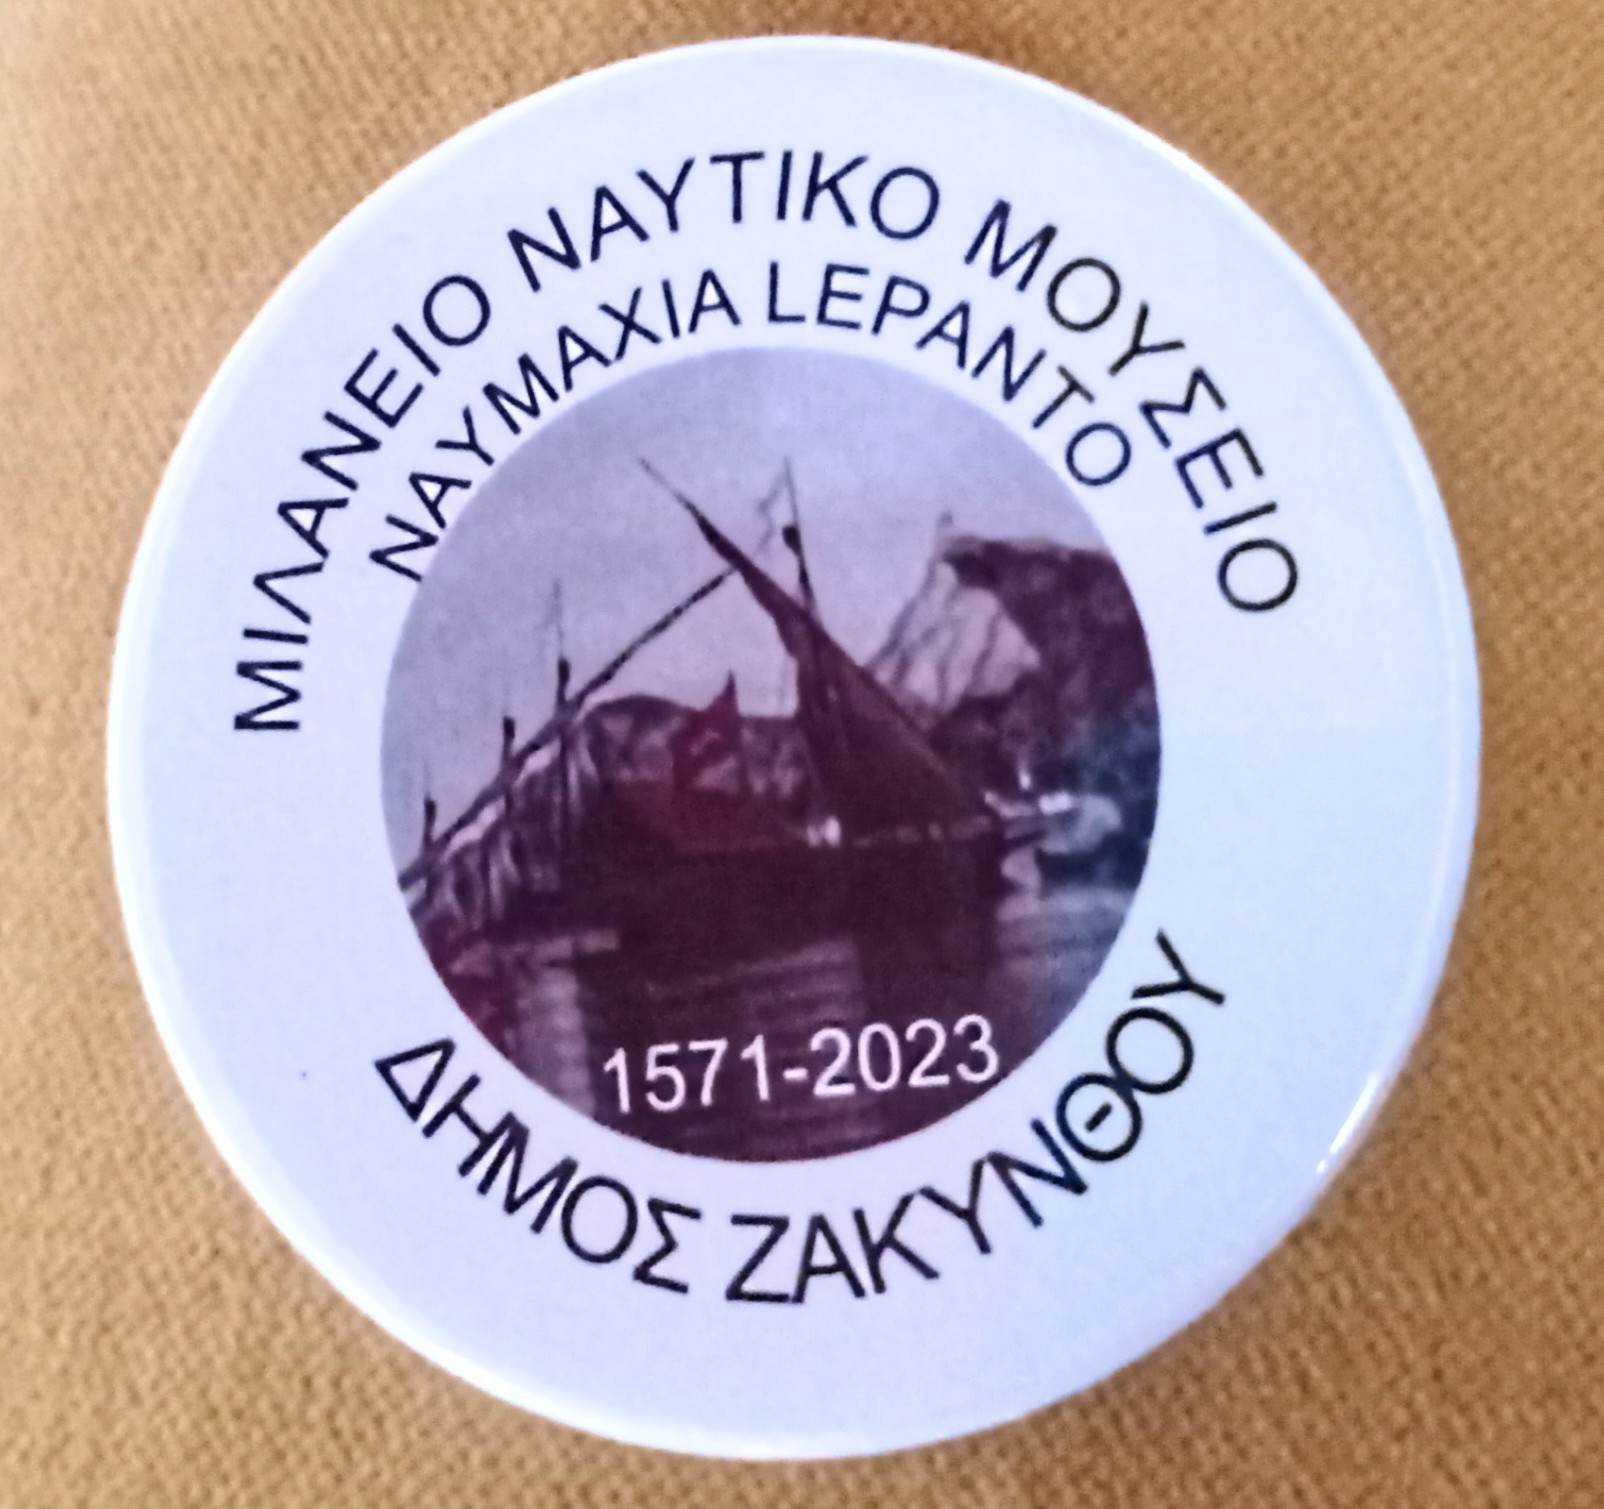 ΜΙΛΑΝΕΙΟ ΝΑΥΤΙΚΟ ΜΟΥΣΕΙΟ
ΝΑΥΜΑΧΙΑ LEPANTO
1571-2023
ΔΗΜΟΣ ΖΑΚΥΝΘΟΥ